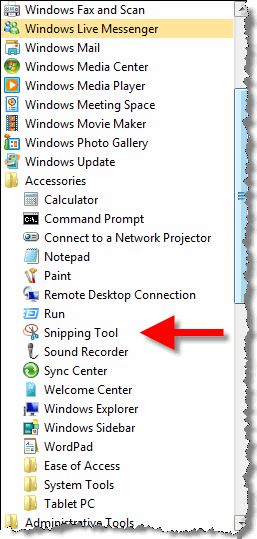 Windows Fax and Scan
Windows Live Messenger
Windows Mail
Windows Media Center
Windows Media Player
Windows Meeting Space
Windows Movie Maker
Windows Photo Gallery
Windows Update
Accessories
Calculator
Command Prompt
Connect to a Network Projector
Notepad
Paint
Remote Desktop Connection
Run
Snipping Tool
Sound Recorder
Sync Center
Welcome Center
Windows Explorer
Windows Sidebar
WordPad
Ease of Access
System Tools
Tablet PC
Administrative Tools